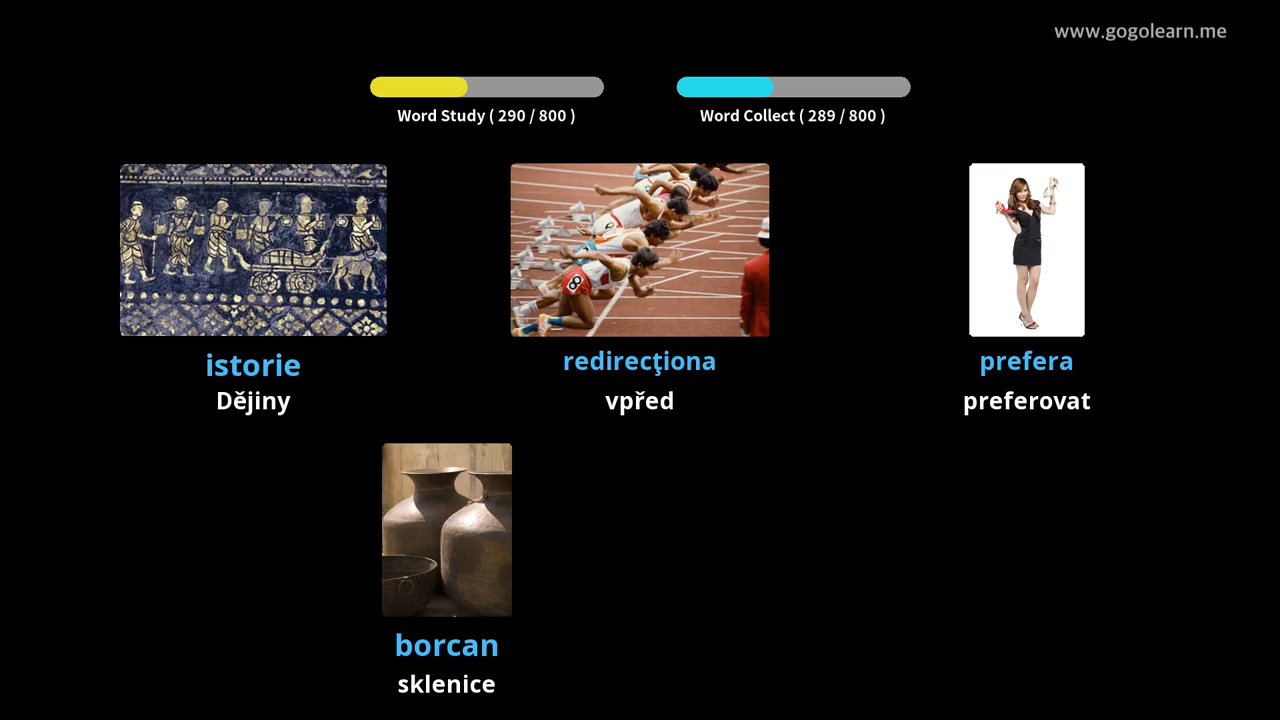 www.gogolearn.me
Word Study ( 290 / 800 )
Word Collect ( 289 / 800 )
istorie
Dějiny
redirecţiona
vpřed
prefera
preferovat
borcan
sklenice